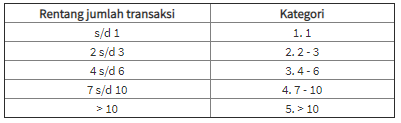 Rentang jumlah transaksi Kategori
s/d 1 1. 1
2 s/d 3 2. 2 - 3
4 s/d 6 3. 4 - 6
7 s/d 10 4. 7 - 10
> 10 5. > 10